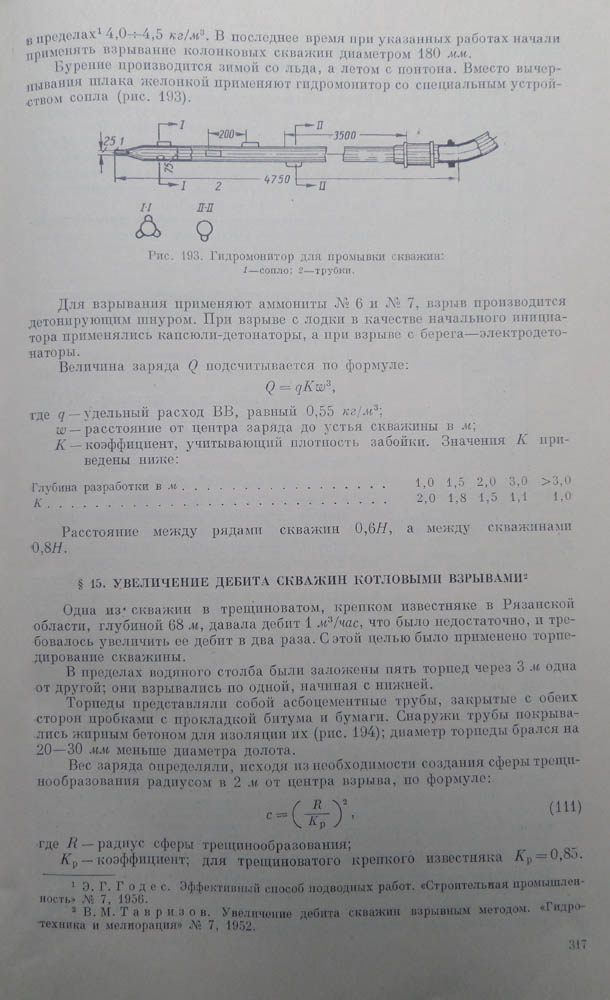 в пределах¹ 4,0÷4,5 кг/м³. В последнее время при указанных работах начали
применять взрывание колонковых скважин диаметром 180 мм.
Бурение производится зимой со льда, а летом с понтона. Вместо вычер-
пывания шлака желонкой применяют гидромонитор со специальным устрой-
ством сопла (рис. 193).
I II
25 1 200 3500
75
I 2 4750 II
I-I II-II
Рис. 193. Гидромонитор для промывки скважин:
1—сопло; 2—трубки.
Для взрывания применяют аммониты № 6 и № 7, взрыв производится
детонирующим шнуром. При взрыве с лодки в качестве начального инициа-
тора применялись капсюли-детонаторы, а при взрыве с берега—электродето-
наторы.
Величина заряда Q подсчитывается по формуле:
Q = qKw³,
где q — удельный расход ВВ, равный 0,55 кг/м³;
w — расстояние от центра заряда до устья скважины в м;
K — коэффициент, учитывающий плотность забойки. Значения K при-
ведены ниже:
Глубина разработки в м . . . . . . . . . . . . . . . . . . 1,0 1,5 2,0 3,0 >3,0
K . . . . . . . . . . . . . . . . . . . . . . . . . . . . 2,0 1,8 1,5 1,1 1,0
Расстояние между рядами скважин 0,6H, а между скважинами
0,8H.
§ 15. УВЕЛИЧЕНИЕ ДЕБИТА СКВАЖИН КОТЛОВЫМИ ВЗРЫВАМИ²
Одна из скважин в трещиноватом, крепком известняке в Рязанской
области, глубиной 68 м, давала дебит 1 м³/час, что было недостаточно, и тре-
бовалось увеличить ее дебит в два раза. С этой целью было применено торпе-
дирование скважины.
В пределах водяного столба были заложены пять торпед через 3 м одна
от другой; они взрывались по одной, начиная с нижней.
Торпеды представляли собой асбоцементные трубы, закрытые с обеих
сторон пробками с прокладкой битума и бумаги. Снаружи трубы покрыва-
лись жирным бетоном для изоляции их (рис. 194); диаметр торпеды брался на
20—30 мм меньше диаметра долота.
Вес заряда определяли, исходя из необходимости создания сферы трещи-
нообразования радиусом в 2 м от центра взрыва, по формуле:
c = (R/Kр)², (111)
где R — радиус сферы трещинообразования;
Kр — коэффициент; для трещиноватого крепкого известняка Kр = 0,85.
¹ Э. Г. Годес. Эффективный способ подводных работ. «Строительная промышлен-
ность» № 7, 1956.
² В. М. Тавризов. Увеличение дебита скважин взрывным методом. «Гидро-
техника и мелиорация» № 7, 1952.
317